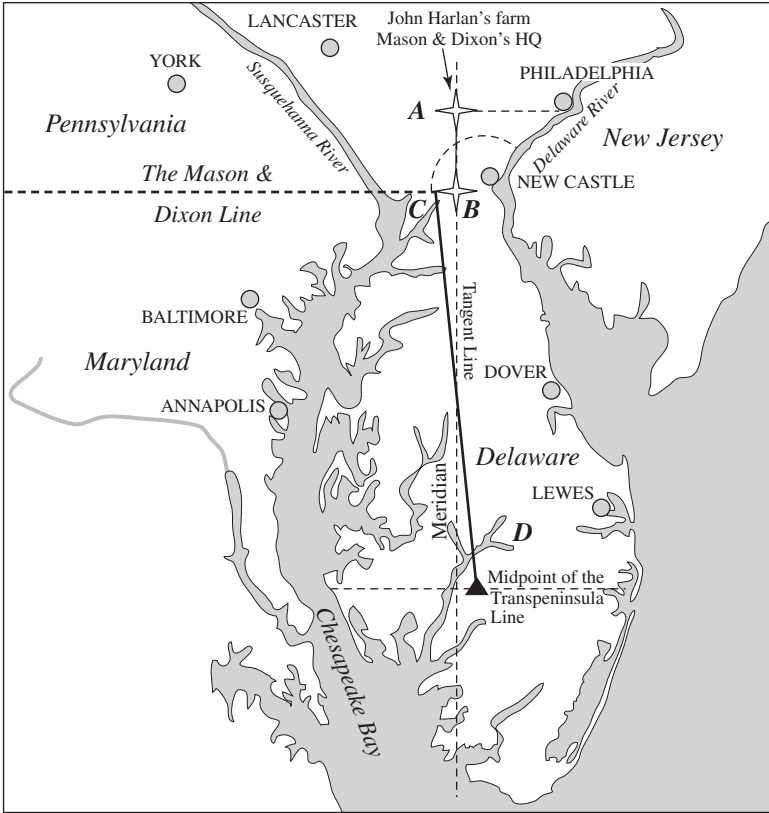 John Harlan's farm
Mason & Dixon's HQ
LANCASTER
YORK
PHILADELPHIA
Susquehanna River
A
Delaware River
Pennsylvania
New Jersey
The Mason &
Dixon Line
NEW CASTLE
C
B
Tangent Line
BALTIMORE
Maryland
DOVER
ANNAPOLIS
Delaware
Meridian
LEWES
D
Midpoint of the
Transpeninsula
Line
Chesapeake Bay